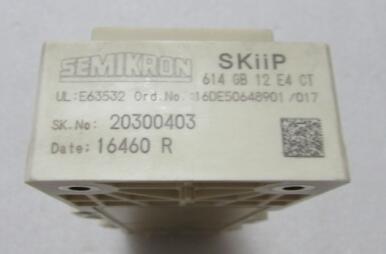 SEMIKRON SKiiP
614 GB 12 E4 CT
UL:E63532 Ord.No.:16DE50648901/017
SK.No: 20300403
Date: 16460 R